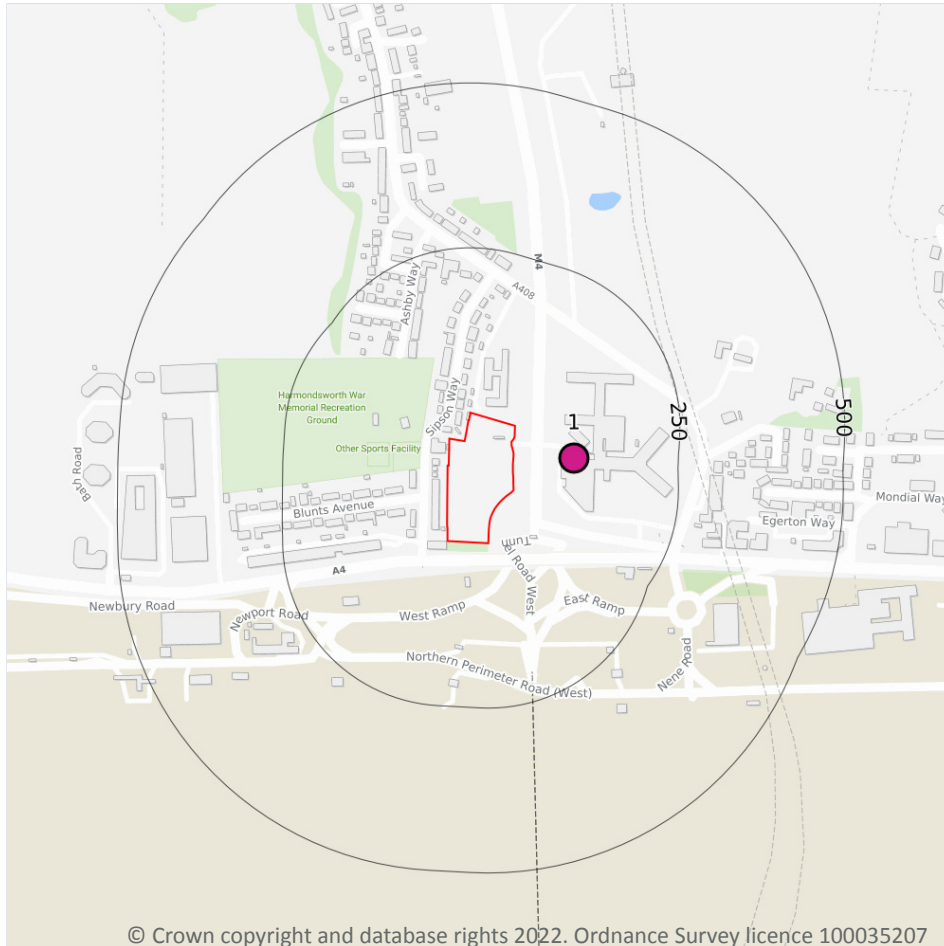 M4
A408
Ashby Way
Harmondsworth War
Memorial Recreation
Ground
Sipson Way
Other Sports Facility
1
250
500
Bath Road
Blunts Avenue
Mondial Way
Egerton Way
A4
Tunnel Road West
Newbury Road
Newport Road
West Ramp
East Ramp
Northern Perimeter Road (West)
Nene Road
© Crown copyright and database rights 2022. Ordnance Survey licence 100035207